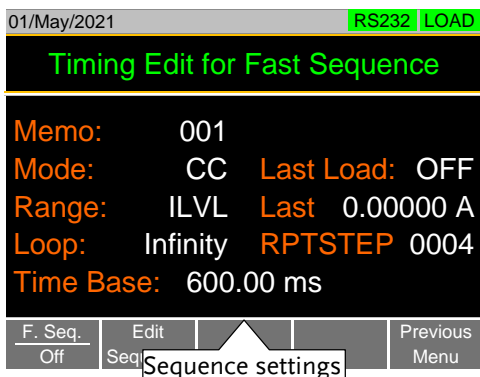 01/May/2021 RS232 LOAD
Timing Edit for Fast Sequence
Memo: 001
Mode: CC Last Load: OFF
Range: ILVL Last 0.00000 A
Loop: Infinity RPTSTEP 0004
Time Base: 600.00 ms
F. Seq. Edit Previous
Off Menu
Sequence settings